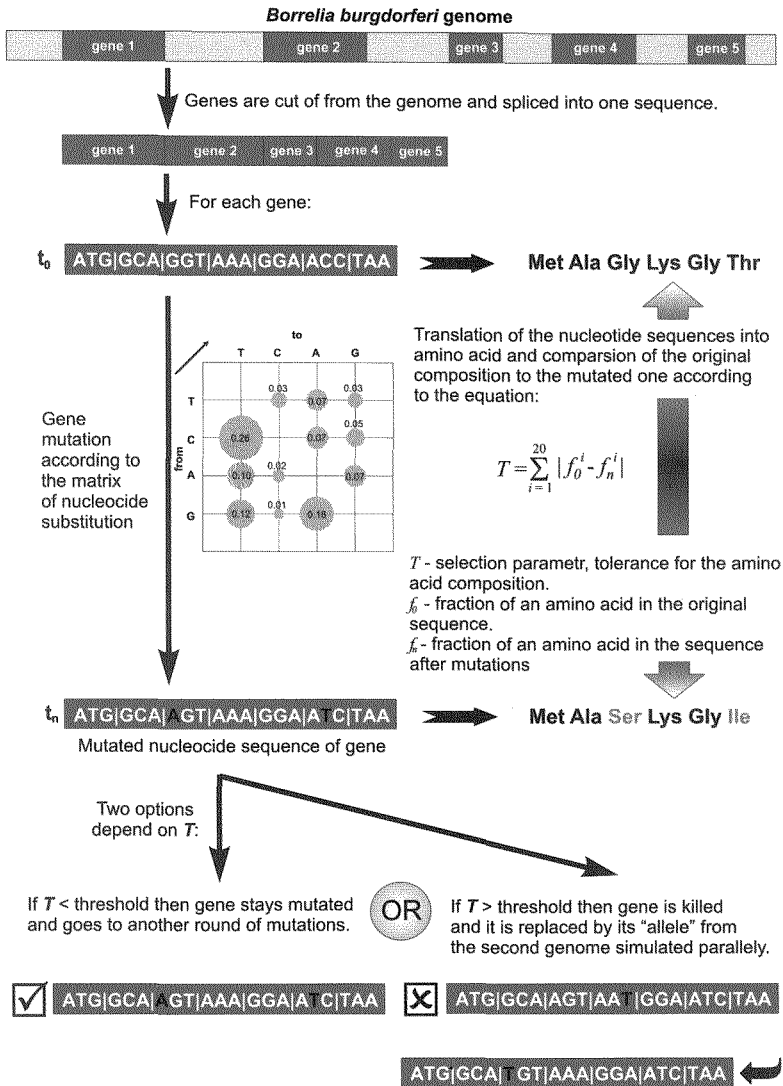 Borrelia burgdorferi genome
gene 1 gene 2 gene 3 gene 4 gene 5
Genes are cut of from the genome and spliced into one sequence.
gene 1 gene 2 gene 3 gene 4 gene 5
For each gene:
t0 ATG|GCA|GGT|AAA|GGA|ACC|TAA
Met Ala Gly Lys Gly Thr
to
T C A G
from
T 0.03 0.07 0.03
C 0.26 0.07 0.05
A 0.10 0.02 0.07
G 0.12 0.01 0.16
Gene
mutation
according to
the matrix
of nucleocide
substitution
Translation of the nucleotide sequences into
amino acid and comparsion of the original
composition to the mutated one according
to the equation:
T = 20 ∑ i = 1 | f0^i - fn^i |
T - selection parametr, tolerance for the amino
acid composition.
f0 - fraction of an amino acid in the original
sequence.
fn - fraction of an amino acid in the sequence
after mutations
tn ATG|GCA|AGT|AAA|GGA|ATC|TAA
Met Ala Ser Lys Gly Ile
Mutated nucleocide sequence of gene
Two options
depend on T:
If T < threshold then gene stays mutated
and goes to another round of mutations.
OR
If T > threshold then gene is killed
and it is replaced by its "allele" from
the second genome simulated parallely.
ATG|GCA|AGT|AAA|GGA|ATC|TAA
ATG|GCA|AGT|AAT|GGA|ATC|TAA
ATG|GCA|TGT|AAA|GGA|ATC|TAA